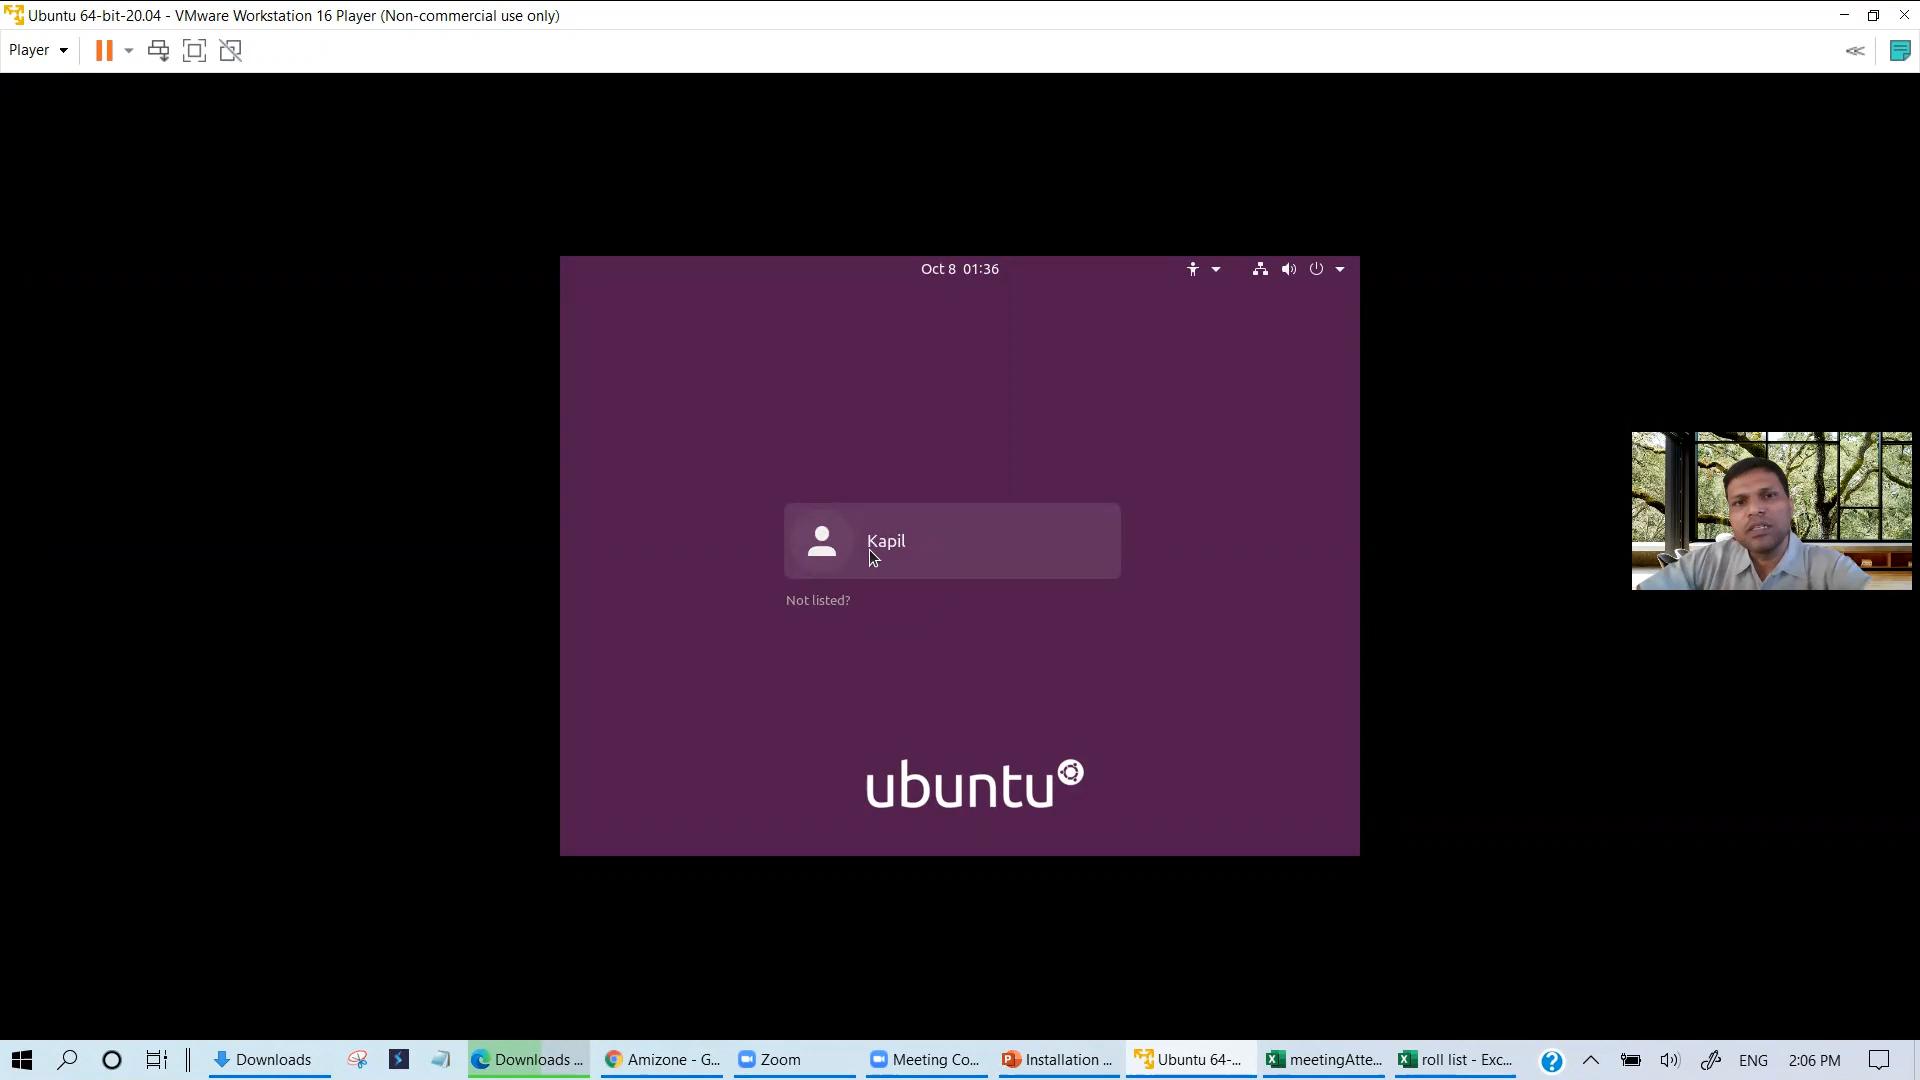 Ubuntu 64-bit-20.04 - VMware Workstation 16 Player (Non-commercial use only)
Player
Oct 8 01:36
Kapil
Not listed?
ubuntu
Downloads
Downloads ...
Amizone - G...
Zoom
Meeting Co...
Installation ...
Ubuntu 64-...
meetingAtte...
roll list - Exc...
ENG
2:06 PM